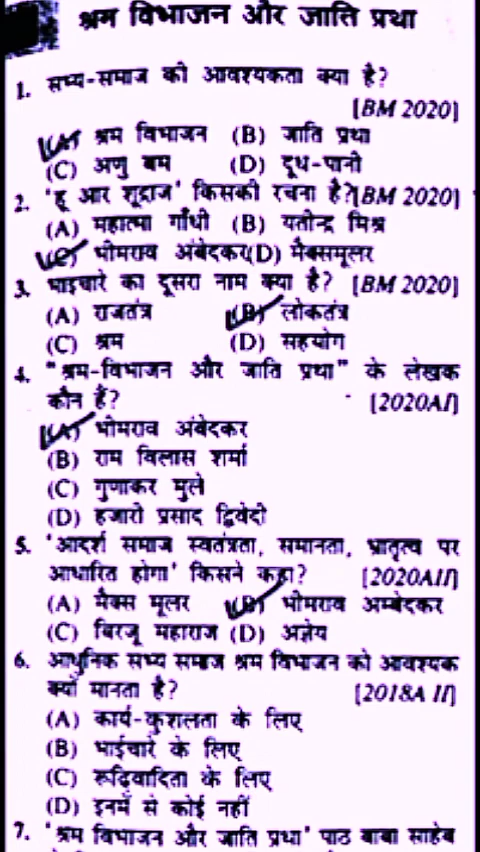 श्रम विभाजन और जाति प्रथा
1. सभ्य-समाज की आवश्यकता क्या है?
[BM 2020]
(A) श्रम विभाजन (B) जाति प्रथा
(C) अणु बम (D) दूध-पानी
2. 'हू आर शूद्राज' किसकी रचना है? [BM 2020]
(A) महात्मा गाँधी (B) यतीन्द्र मिश्र
(C) भीमराव अंबेदकर (D) मैक्समूलर
3. भाइचारे का दूसरा नाम क्या है? [BM 2020]
(A) राजतंत्र (B) लोकतंत्र
(C) श्रम (D) सहयोग
4. "श्रम-विभाजन और जाति प्रथा" के लेखक
कौन हैं? [2020AI]
(A) भीमराव अंबेदकर
(B) राम विलास शर्मा
(C) गुणाकर मुले
(D) हजारी प्रसाद द्विवेदी
5. 'आदर्श समाज स्वतंत्रता, समानता, भ्रातृत्व पर
आधारित होगा' किसने कहा? [2020AII]
(A) मैक्स मूलर (B) भीमराव अम्बेदकर
(C) बिरजू महाराज (D) अज्ञेय
6. आधुनिक सभ्य समाज श्रम विभाजन को आवश्यक
क्यों मानता है? [2018A II]
(A) कार्य-कुशलता के लिए
(B) भाईचारे के लिए
(C) रूढ़िवादिता के लिए
(D) इनमें से कोई नहीं
7. 'श्रम विभाजन और जाति प्रथा' पाठ बाबा साहेब